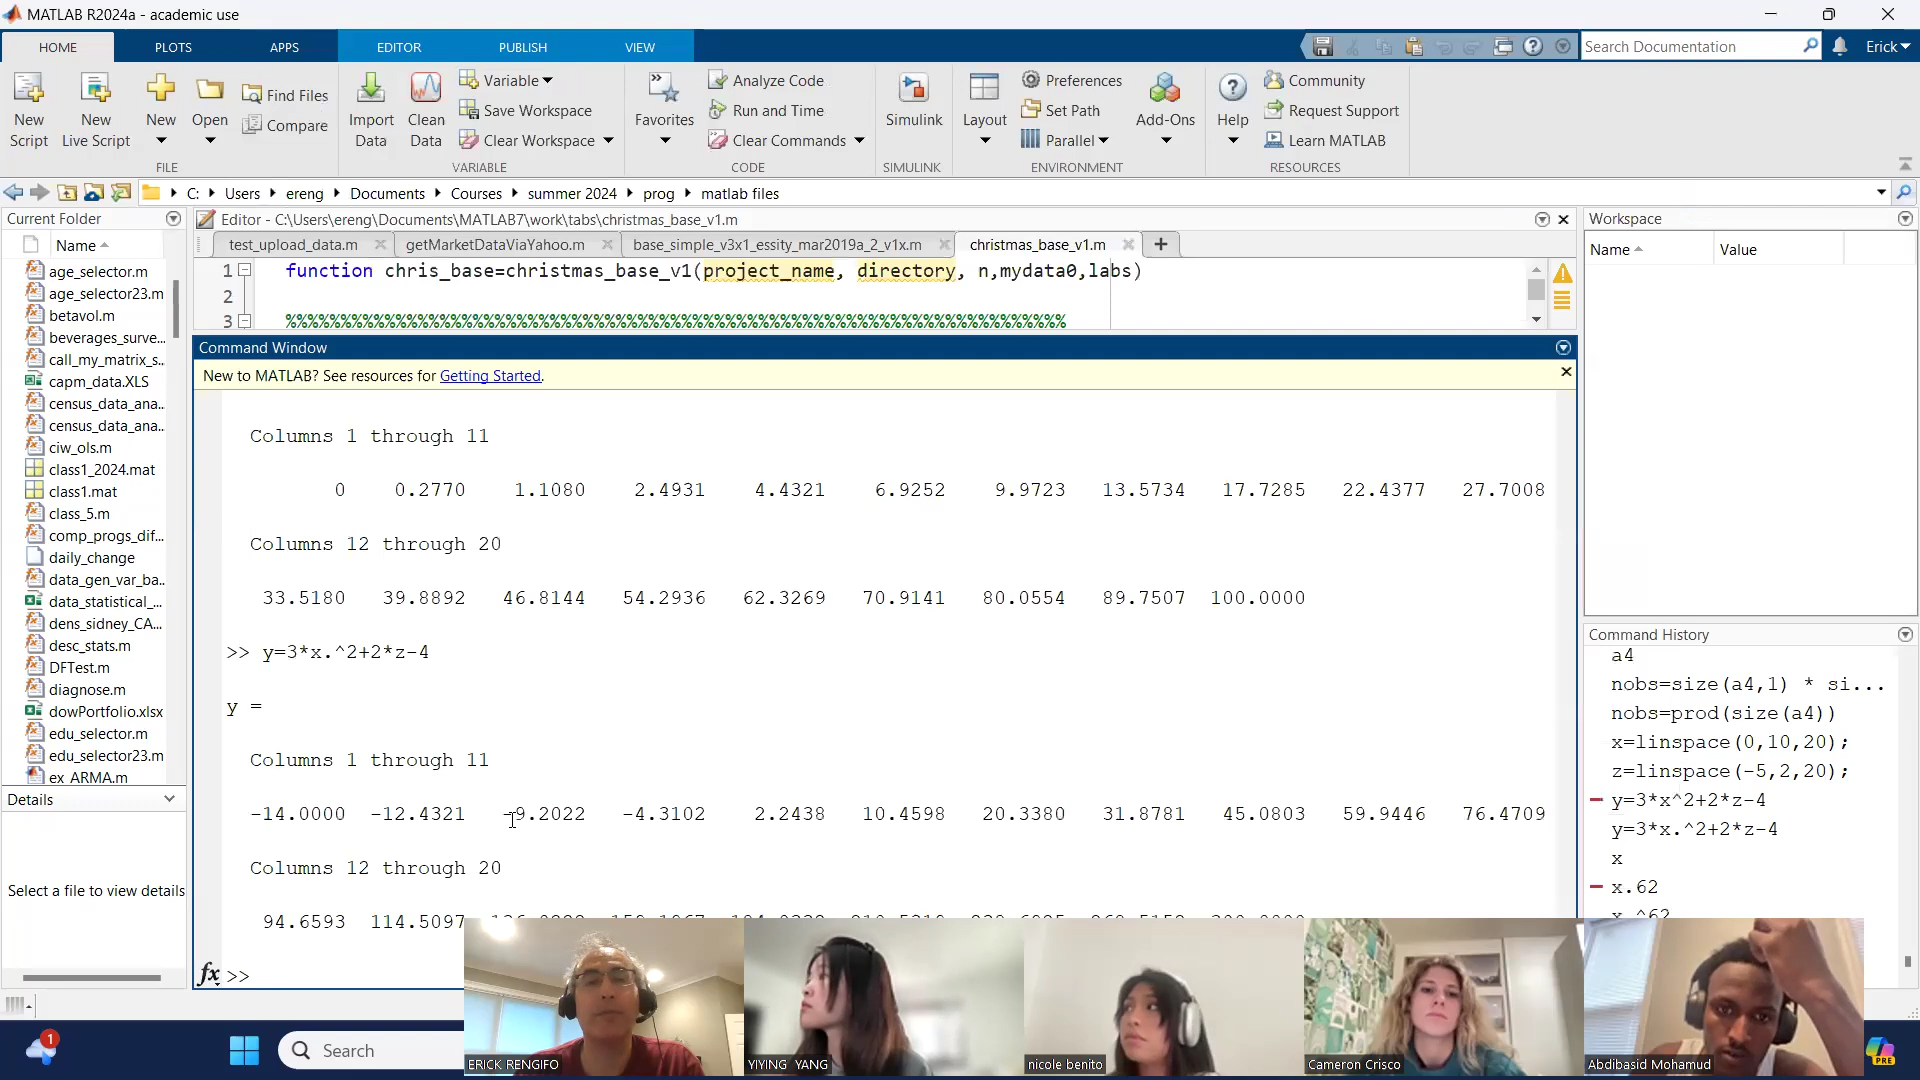 MATLAB R2024a - academic use
HOME PLOTS APPS EDITOR PUBLISH VIEW
Search Documentation
Erick
New Script
New Live Script
New
Open
Find Files
Compare
FILE
Import Data
Clean Data
Variable
Save Workspace
Clear Workspace
VARIABLE
Favorites
Analyze Code
Run and Time
Clear Commands
CODE
Simulink
SIMULINK
Layout
Preferences
Set Path
Parallel
ENVIRONMENT
Add-Ons
Help
Community
Request Support
Learn MATLAB
RESOURCES
C: Users ereng Documents Courses summer 2024 prog matlab files
Current Folder
Name
age_selector.m
age_selector23.m
betavol.m
beverages_surve...
call_my_matrix_s...
capm_data.XLS
census_data_ana...
census_data_ana...
ciw_ols.m
class1_2024.mat
class1.mat
class_5.m
comp_progs_dif...
daily_change
data_gen_var_ba...
data_statistical_...
dens_sidney_CA...
desc_stats.m
DFTest.m
diagnose.m
dowPortfolio.xlsx
edu_selector.m
edu_selector23.m
ex_ARMA.m
Details
Select a file to view details
Editor - C:\Users\ereng\Documents\MATLAB7\work\tabs\christmas_base_v1.m
test_upload_data.m getMarketDataViaYahoo.m base_simple_v3x1_essity_mar2019a_2_v1x.m christmas_base_v1.m
1 function chris_base=christmas_base_v1(project_name, directory, n,mydata0,labs)
2
3 %%%%%%%%%%%%%%%%%%%%%%%%%%%%%%%%%%%%%%%%%%%%%%%%%%%%%%%%%%%%%%%%%
Command Window
New to MATLAB? See resources for Getting Started.
Columns 1 through 11
0 0.2770 1.1080 2.4931 4.4321 6.9252 9.9723 13.5734 17.7285 22.4377 27.7008
Columns 12 through 20
33.5180 39.8892 46.8144 54.2936 62.3269 70.9141 80.0554 89.7507 100.0000
>> y=3*x.^2+2*z-4
y =
Columns 1 through 11
-14.0000 -12.4321 -9.2022 -4.3102 2.2438 10.4598 20.3380 31.8781 45.0803 59.9446 76.4709
Columns 12 through 20
94.6593 114.5097
fx >>
Workspace
Name Value
Command History
a4
nobs=size(a4,1) * si...
nobs=prod(size(a4))
x=linspace(0,10,20);
z=linspace(-5,2,20);
y=3*x^2+2*z-4
y=3*x.^2+2*z-4
x
x.62
x.^62
1
Search
ERICK RENGIFO
YIYING YANG
nicole benito
Cameron Crisco
Abdibasid Mohamud
PRE